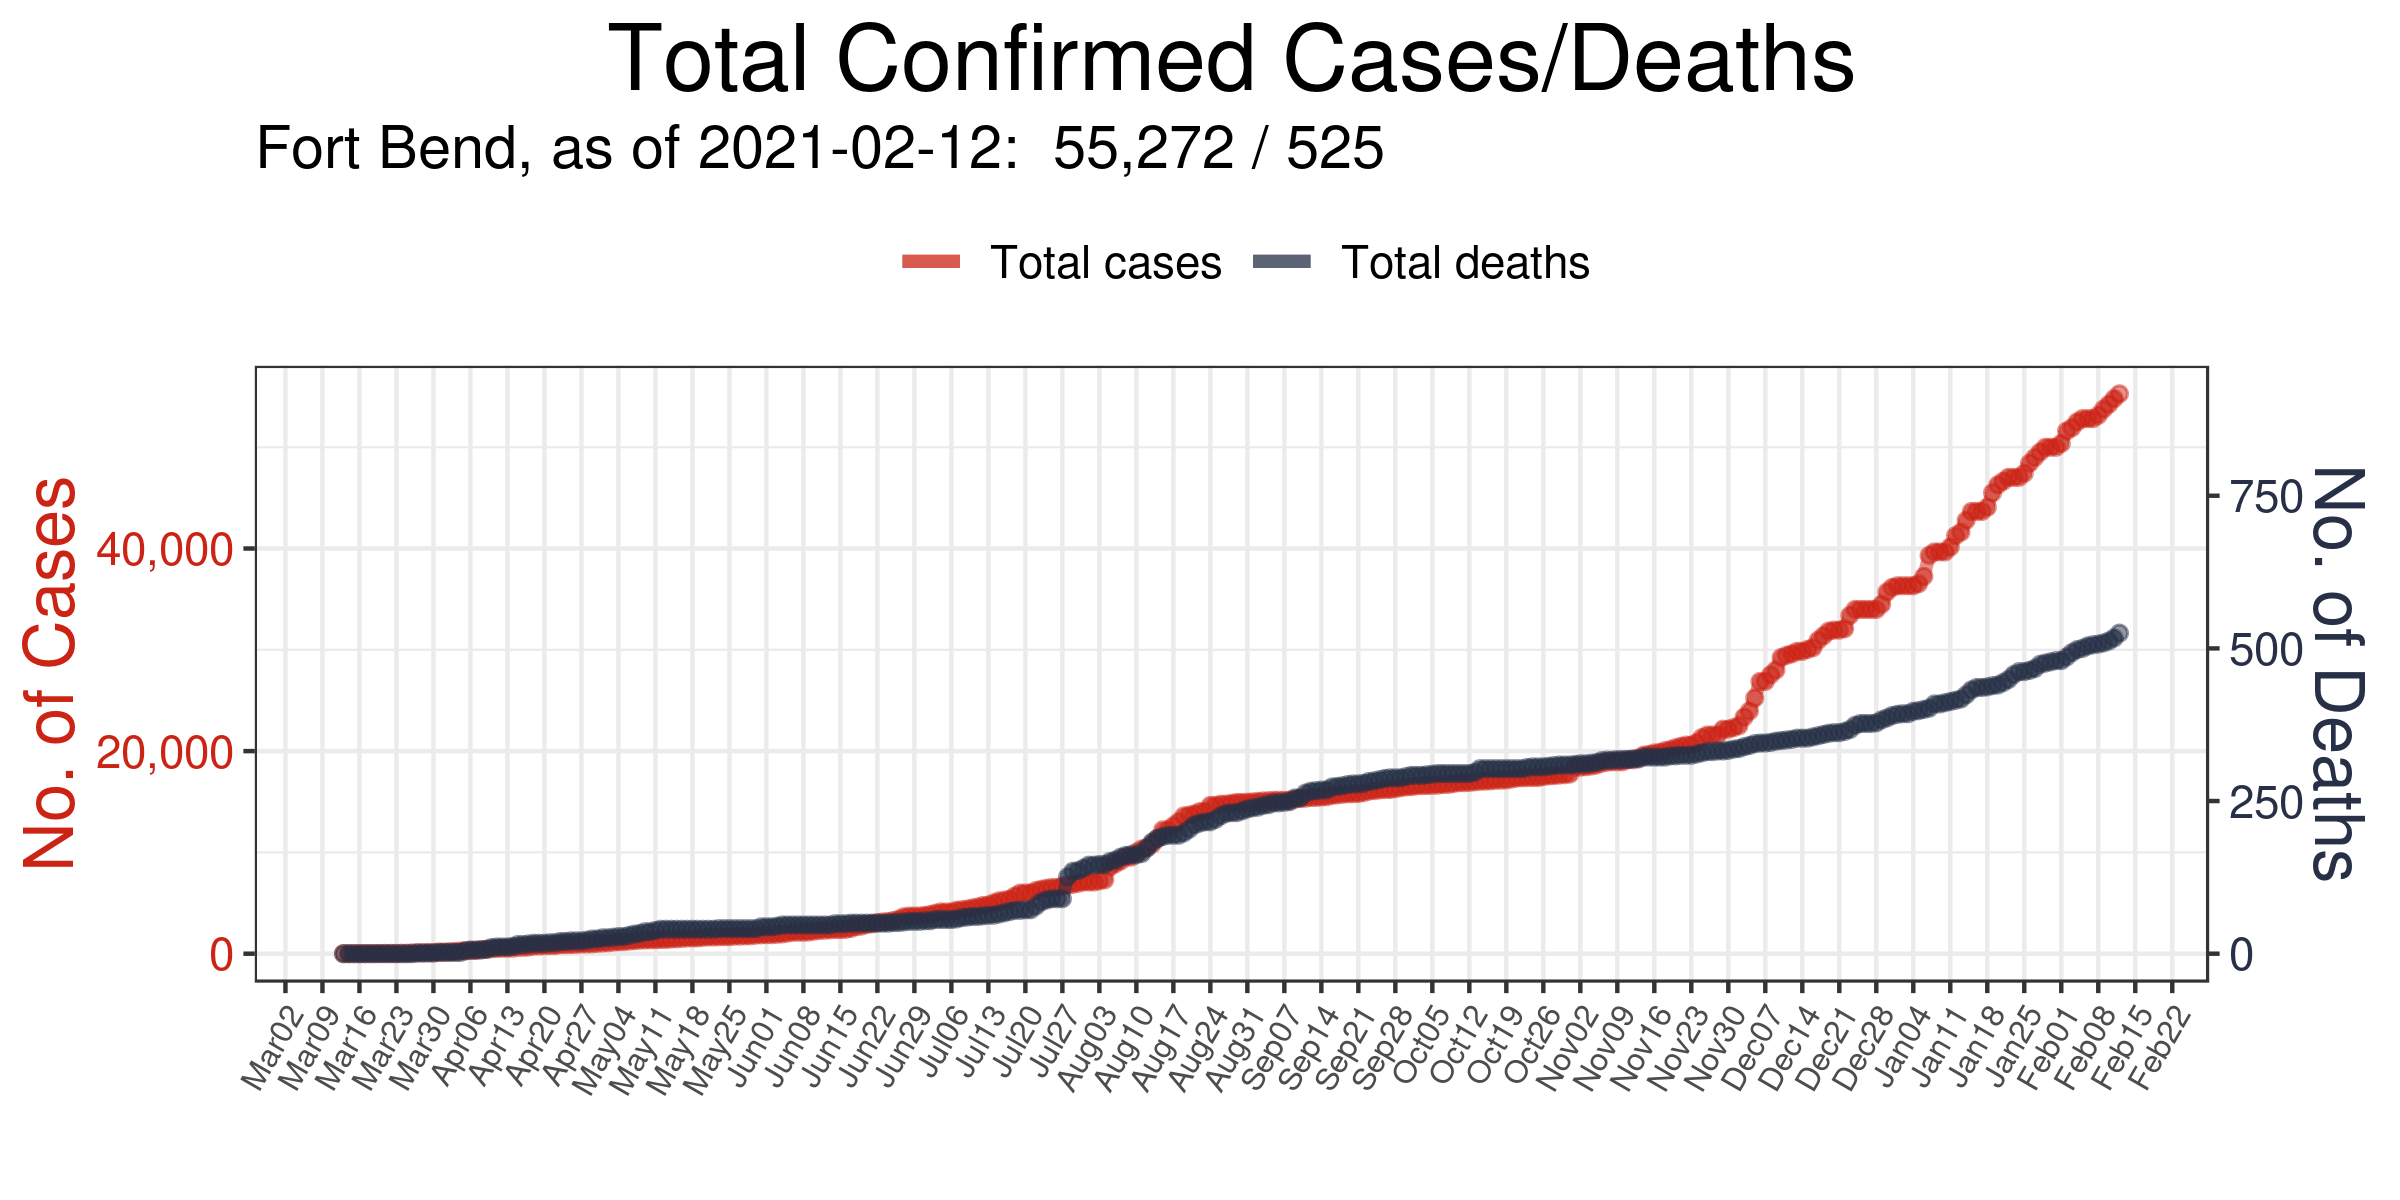 Total Confirmed Cases/Deaths
Fort Bend, as of 2021-02-12: 55,272 / 525
Total cases
Total deaths
No. of Cases
40,000
20,000
0
750
500
250
0
No. of Deaths
Mar02
Mar09
Mar16
Mar23
Mar30
Apr06
Apr13
Apr20
Apr27
May04
May11
May18
May25
Jun01
Jun08
Jun15
Jun22
Jun29
Jul06
Jul13
Jul20
Jul27
Aug03
Aug10
Aug17
Aug24
Aug31
Sep07
Sep14
Sep21
Sep28
Oct05
Oct12
Oct19
Oct26
Nov02
Nov09
Nov16
Nov23
Nov30
Dec07
Dec14
Dec21
Dec28
Jan04
Jan11
Jan18
Jan25
Feb01
Feb08
Feb15
Feb22